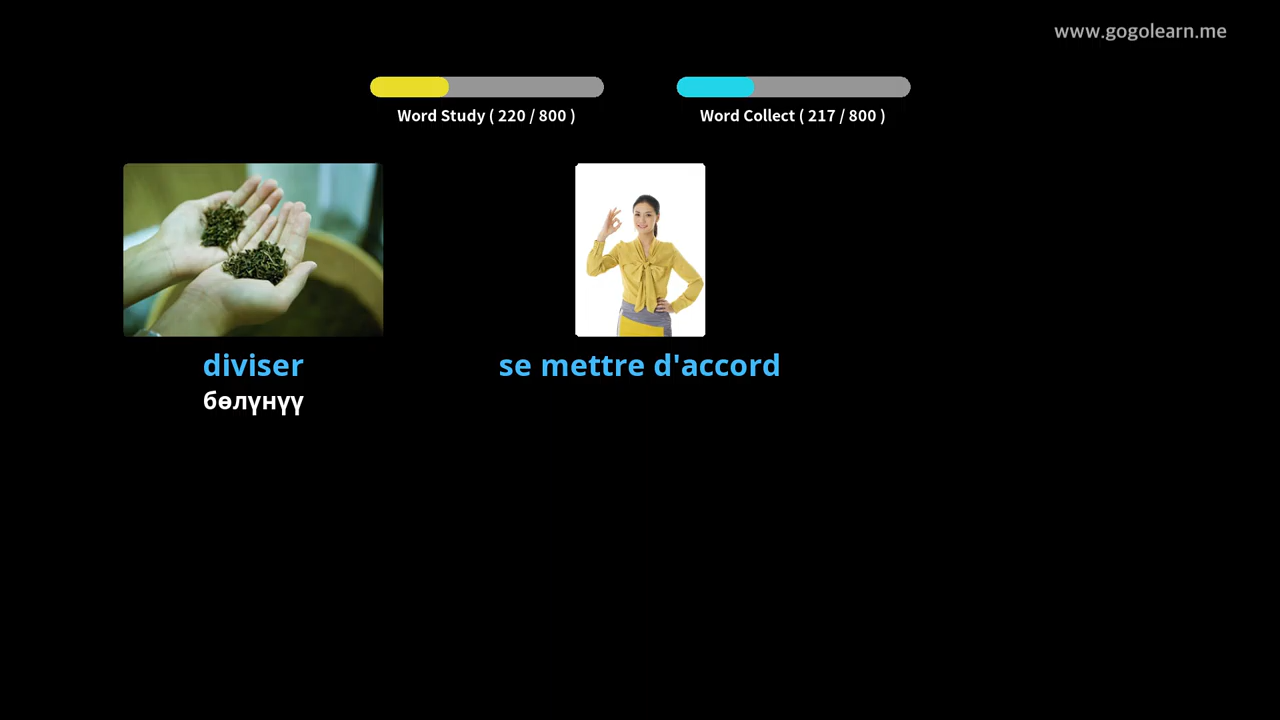 www.gogolearn.me
Word Study ( 220 / 800 )
Word Collect ( 217 / 800 )
diviser
бөлүнүү
se mettre d'accord